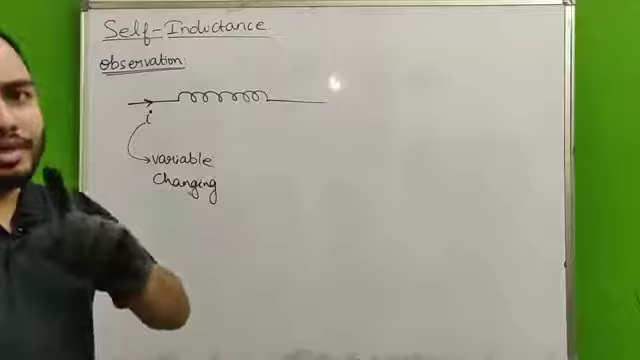 Self-Inductance
Observation:
i
variable
Changing